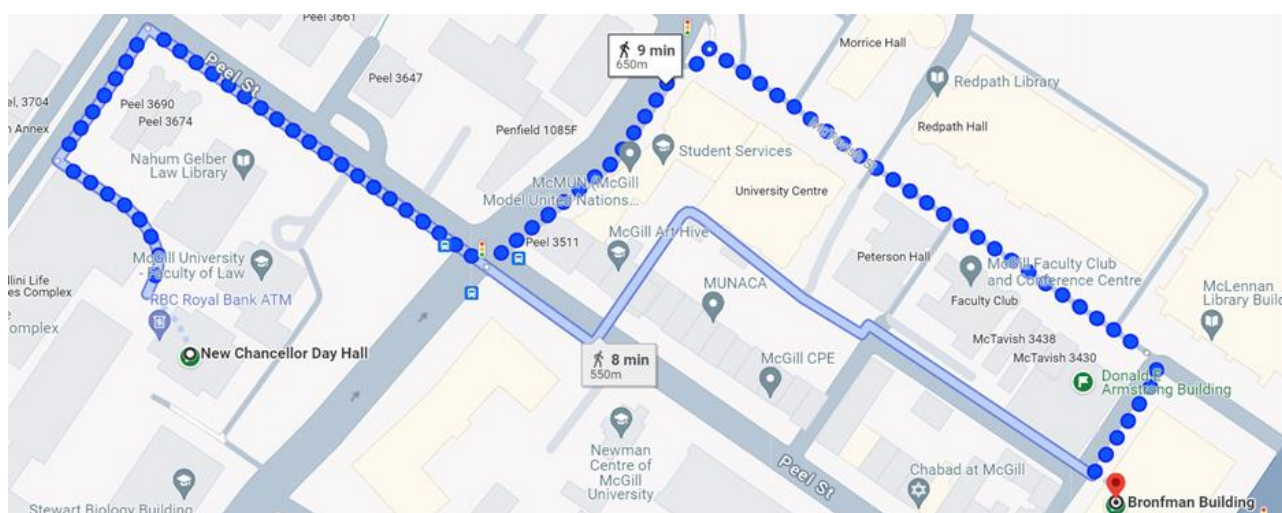 Peel 3661
Morrice Hall
9 min
650m
Peel St
Peel 3647
Redpath Library
el, 3704
Peel 3690
Annex
Peel 3674
Penfield 1085F
Redpath Hall
Nahum Gelber
Law Library
Student Services
McMUN (McGill
Model United Nations...
University Centre
Peel 3511
McGill Art Hive
McGill University
- Faculty of Law
Peterson Hall
McGill Faculty Club
and Conference Centre
llini Life
es Complex
MUNACA
Faculty Club
McLennan
Library Build
RBC Royal Bank ATM
omplex
McTavish 3438
New Chancellor Day Hall
8 min
550m
McGill CPE
McTavish 3430
Donald E
Armstrong Building
Newman
Centre of
McGill
University
Peel St
Chabad at McGill
Stewart Biology Building
Bronfman Building